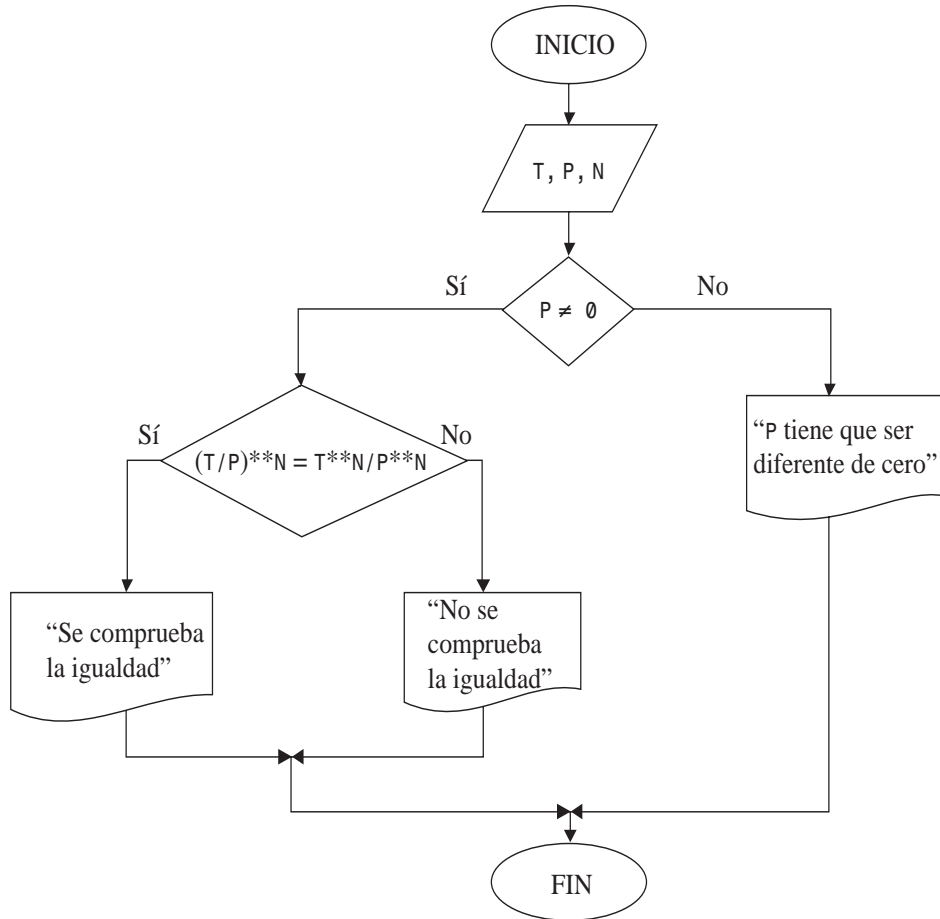 INICIO
T, P, N
Sí
No
P ≠ 0
Sí
No
(T/P)**N = T**N/P**N
“P tiene que ser
diferente de cero”
“Se comprueba
la igualdad”
“No se
comprueba
la igualdad”
FIN